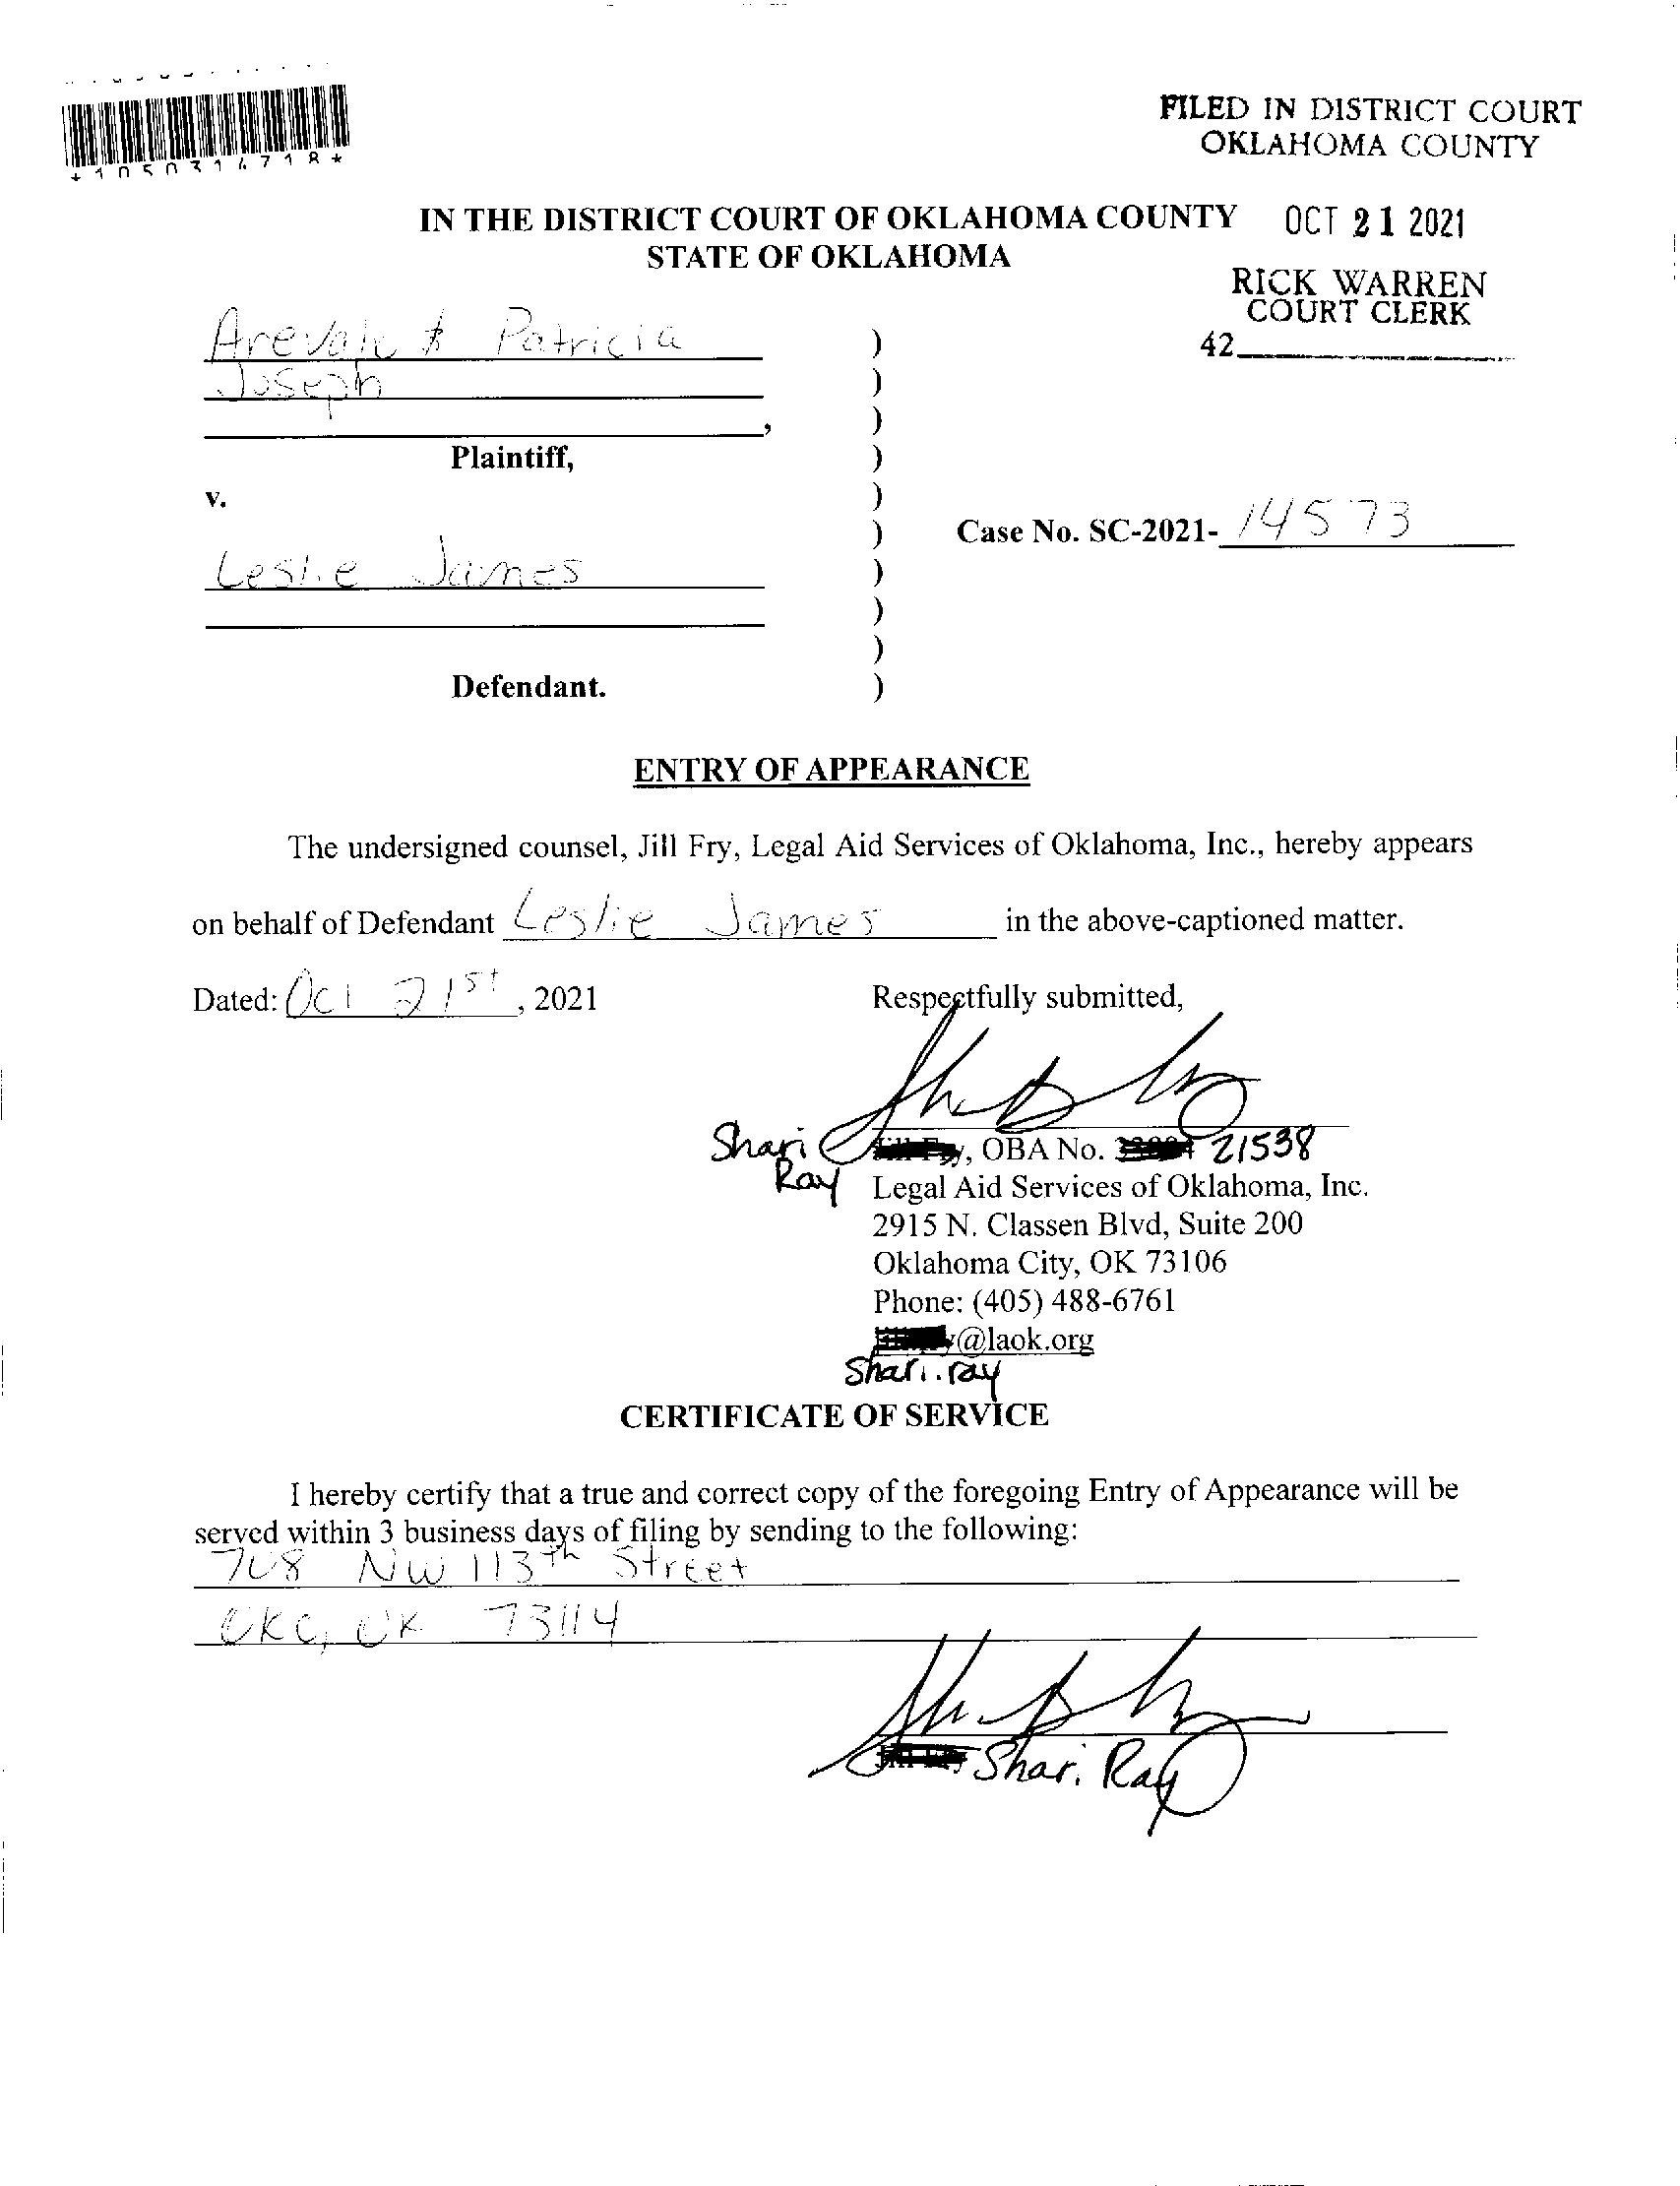 *1050314718*
FILED IN DISTRICT COURT
OKLAHOMA COUNTY
IN THE DISTRICT COURT OF OKLAHOMA COUNTY
OCT 21 2021
STATE OF OKLAHOMA
RICK WARREN
COURT CLERK
42
Arevalo & Patricia )
Joseph )
, )
Plaintiff, )
v. )
Case No. SC-2021- 14573 )
Leslie James )
)
)
Defendant. )
ENTRY OF APPEARANCE
The undersigned counsel, Jill Fry, Legal Aid Services of Oklahoma, Inc., hereby appears
on behalf of Defendant Leslie James in the above-captioned matter.
Dated: Oct 21st, 2021
Respectfully submitted,
Shari Ray
Jill Fry, OBA No. 21538
Legal Aid Services of Oklahoma, Inc.
2915 N. Classen Blvd, Suite 200
Oklahoma City, OK 73106
Phone: (405) 488-6761
@laok.org
Shari.ray
CERTIFICATE OF SERVICE
I hereby certify that a true and correct copy of the foregoing Entry of Appearance will be
served within 3 business days of filing by sending to the following:
708 NW 113th Street
OKC, OK 73114
Jill Fry Shari Ray